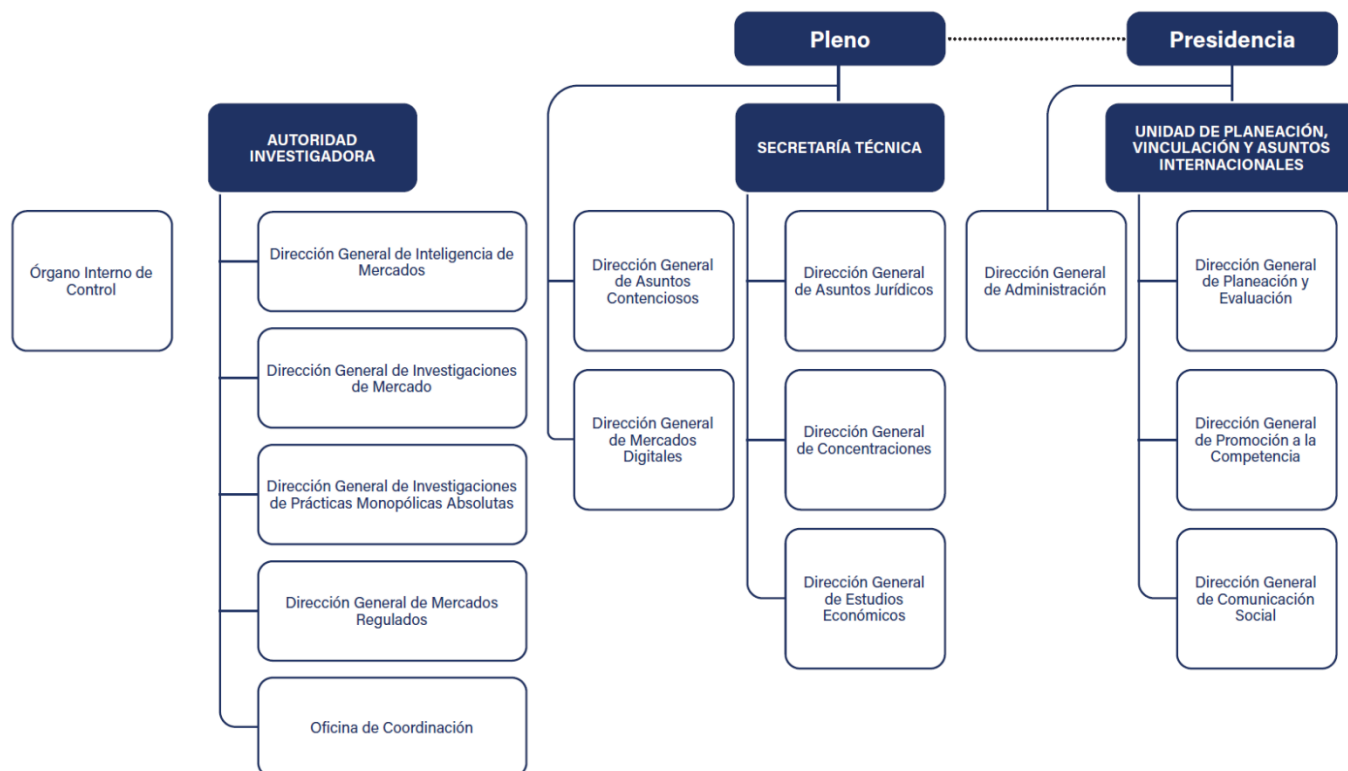 Pleno
Presidencia
AUTORIDAD
INVESTIGADORA
SECRETARÍA TÉCNICA
UNIDAD DE PLANEACIÓN,
VINCULACIÓN Y ASUNTOS
INTERNACIONALES
Órgano Interno de
Control
Dirección General de Inteligencia de
Mercados
Dirección General de Investigaciones
de Mercado
Dirección General de Investigaciones
de Prácticas Monopólicas Absolutas
Dirección General de Mercados
Regulados
Oficina de Coordinación
Dirección General
de Asuntos
Contenciosos
Dirección General
de Mercados
Digitales
Dirección General
de Asuntos Jurídicos
Dirección General
de Concentraciones
Dirección General
de Estudios
Económicos
Dirección General
de Administración
Dirección General
de Planeación y
Evaluación
Dirección General
de Promoción a la
Competencia
Dirección General
de Comunicación
Social